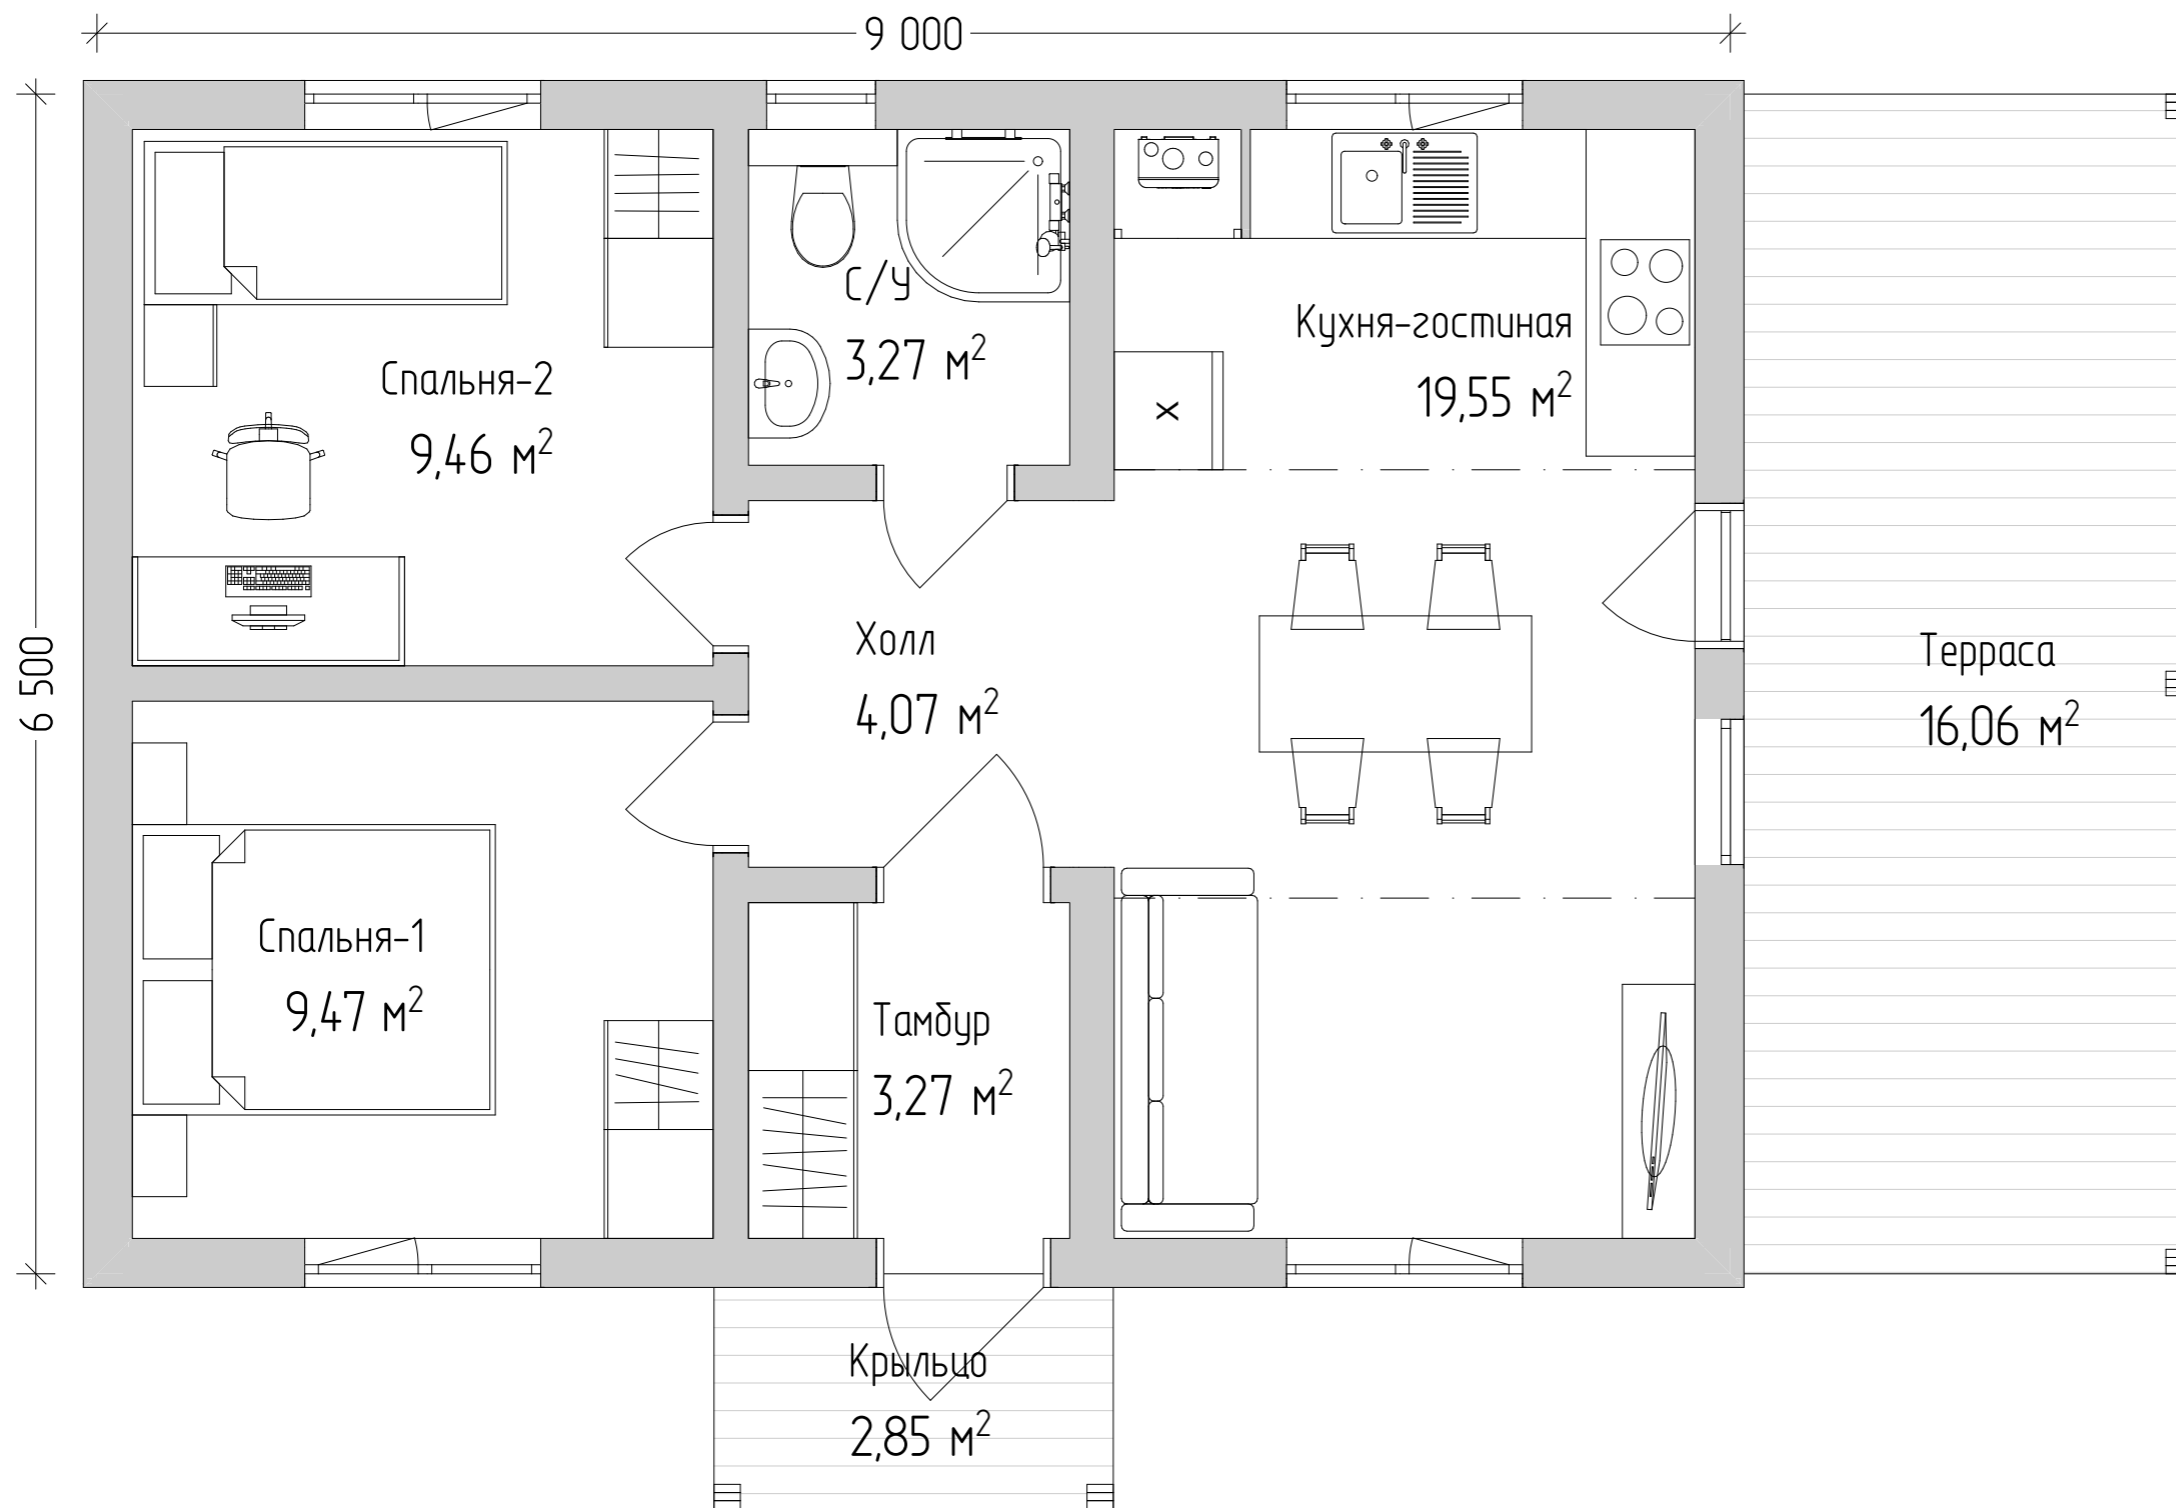 9 000
6 500
С/У
3,27 м²
Кухня-гостиная
19,55 м²
Спальня-2
9,46 м²
х
Холл
4,07 м²
Терраса
16,06 м²
Спальня-1
9,47 м²
Тамбур
3,27 м²
Крыльцо
2,85 м²